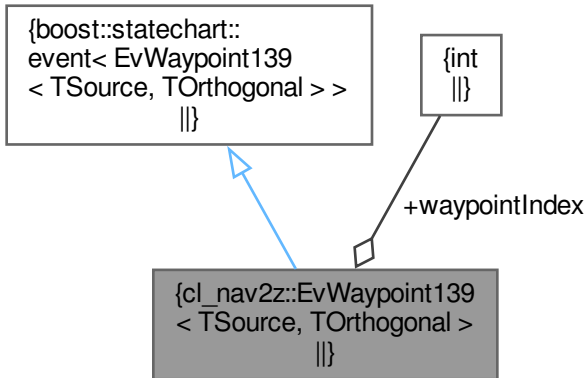 {boost::statechart::
event< EvWaypoint139
< TSource, TOrthogonal > >
||}
{int
||}
+waypointIndex
{cl_nav2z::EvWaypoint139
< TSource, TOrthogonal >
||}